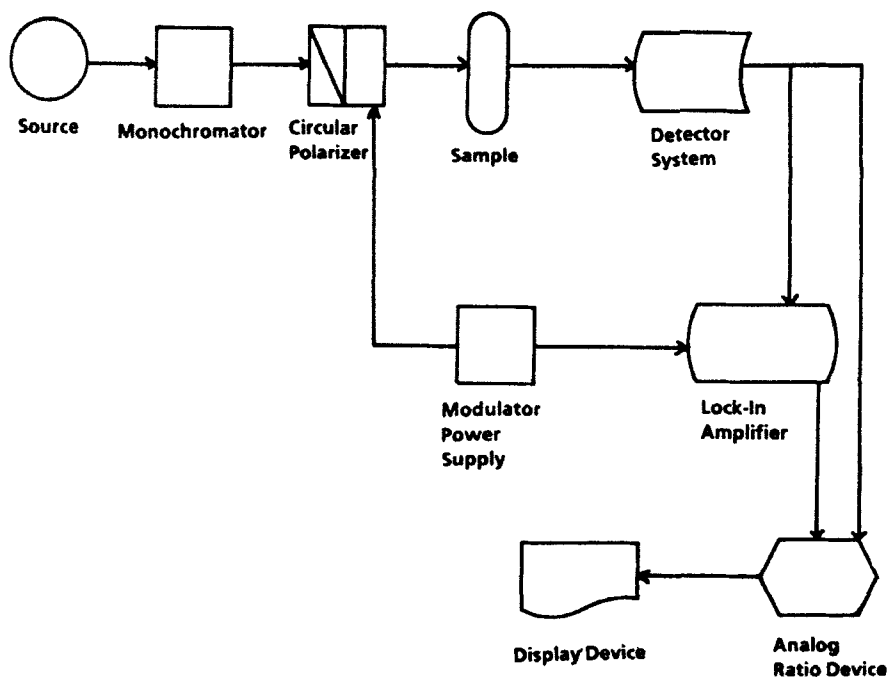 Source
Monochromator
Circular
Polarizer
Sample
Detector
System
Modulator
Power
Supply
Lock-In
Amplifier
Display Device
Analog
Ratio Device